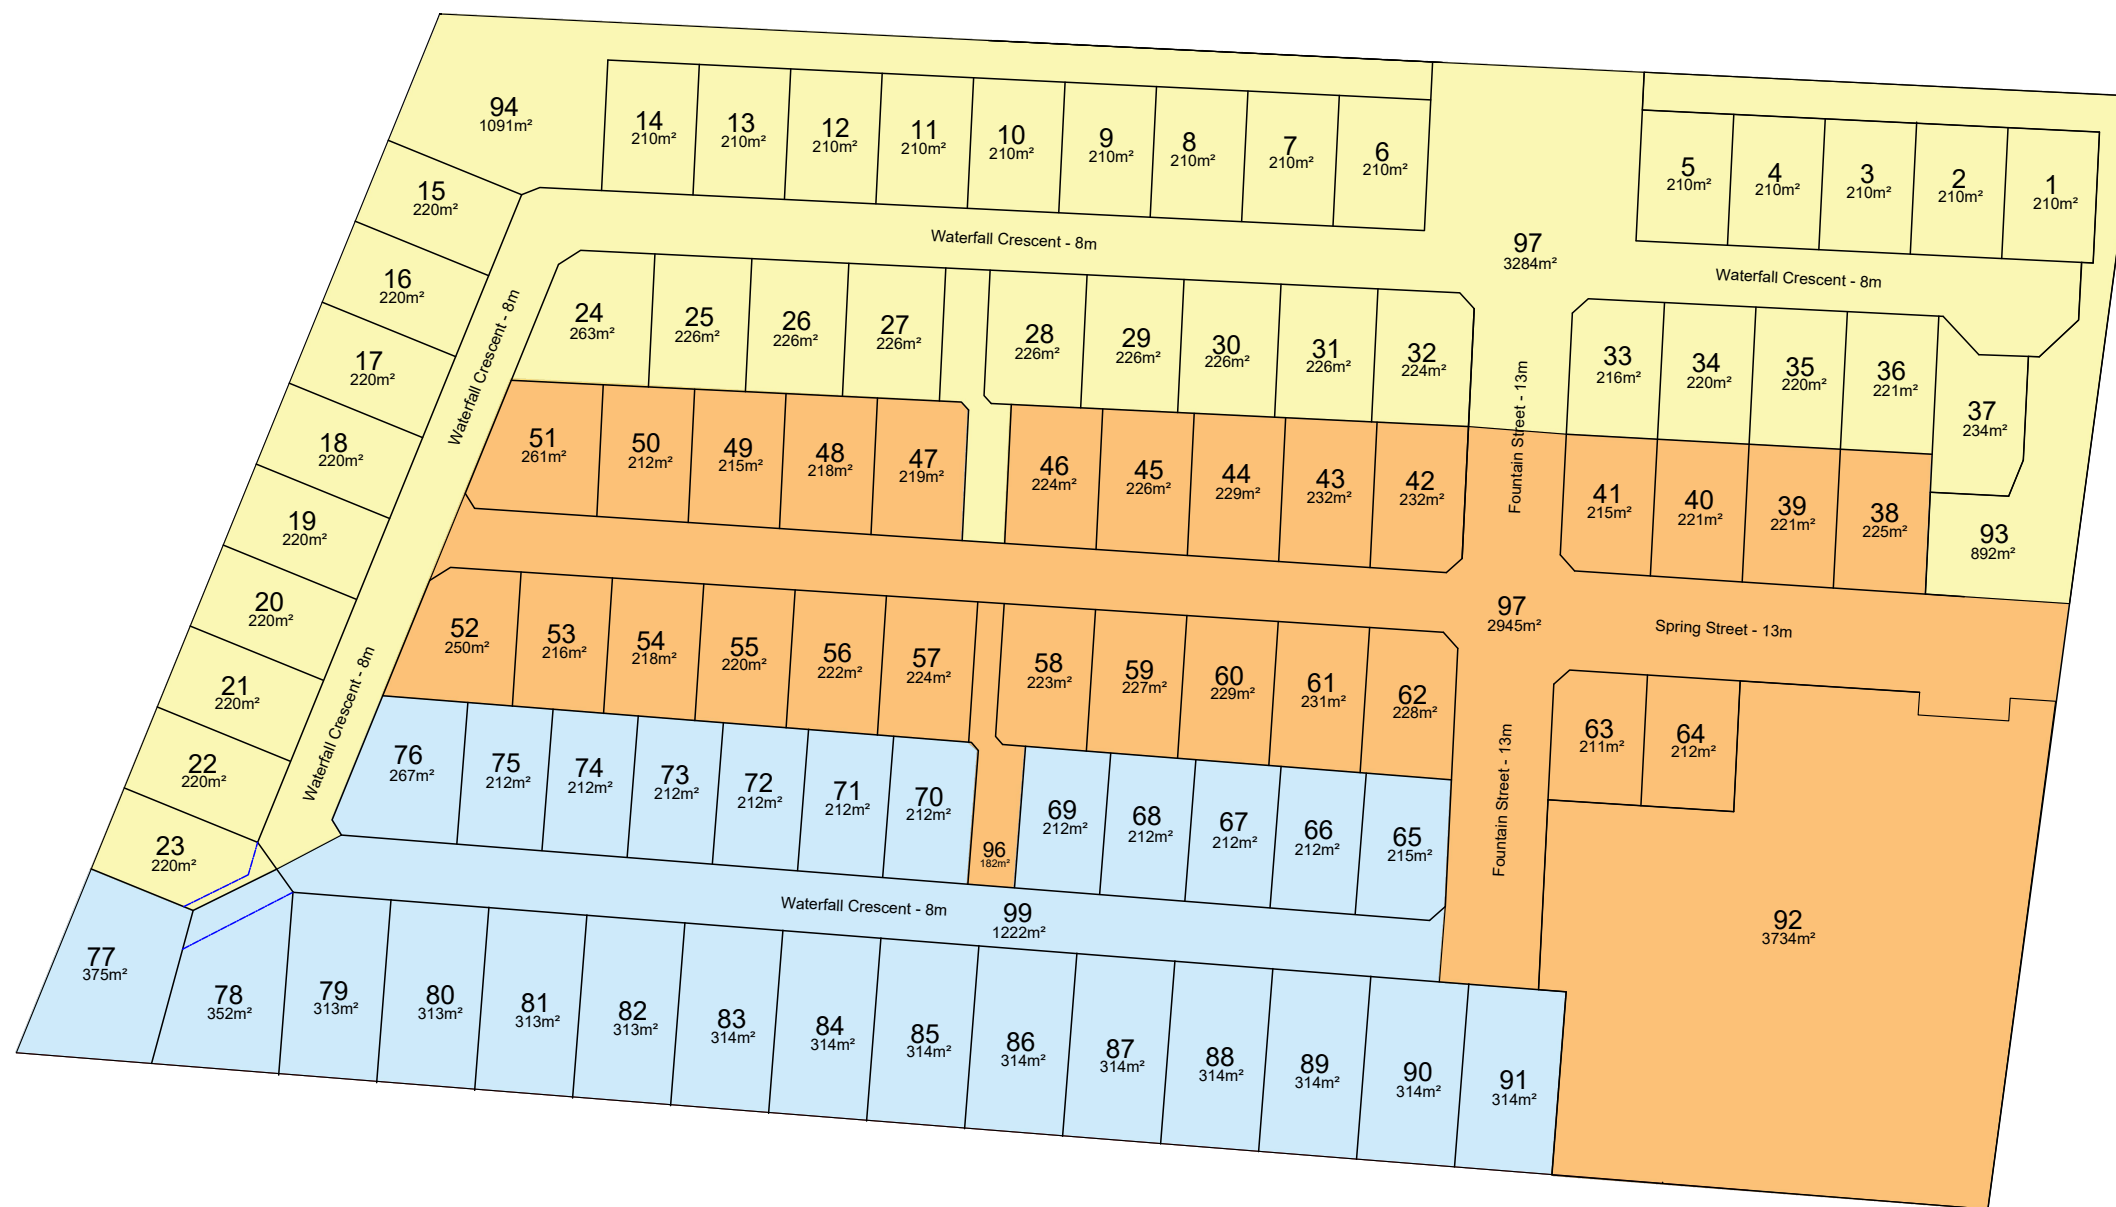 94
1091m²
14
210m²
13
210m²
12
210m²
11
210m²
10
210m²
9
210m²
8
210m²
7
210m²
6
210m²
5
210m²
4
210m²
3
210m²
2
210m²
1
210m²
15
220m²
16
220m²
17
220m²
18
220m²
19
220m²
20
220m²
21
220m²
22
220m²
23
220m²
Waterfall Crescent - 8m
97
3284m²
Waterfall Crescent - 8m
Waterfall Crescent - 8m
Waterfall Crescent - 8m
24
263m²
25
226m²
26
226m²
27
226m²
28
226m²
29
226m²
30
226m²
31
226m²
32
224m²
Fountain Street - 13m
33
216m²
34
220m²
35
220m²
36
221m²
37
234m²
51
261m²
50
212m²
49
215m²
48
218m²
47
219m²
46
224m²
45
226m²
44
229m²
43
232m²
42
232m²
41
215m²
40
221m²
39
221m²
38
225m²
93
892m²
97
2945m²
Spring Street - 13m
52
250m²
53
216m²
54
218m²
55
220m²
56
222m²
57
224m²
58
223m²
59
227m²
60
229m²
61
231m²
62
228m²
Fountain Street - 13m
63
211m²
64
212m²
76
267m²
75
212m²
74
212m²
73
212m²
72
212m²
71
212m²
70
212m²
96
182m²
69
212m²
68
212m²
67
212m²
66
212m²
65
215m²
Waterfall Crescent - 8m
99
1222m²
92
3734m²
77
375m²
78
352m²
79
313m²
80
313m²
81
313m²
82
313m²
83
314m²
84
314m²
85
314m²
86
314m²
87
314m²
88
314m²
89
314m²
90
314m²
91
314m²